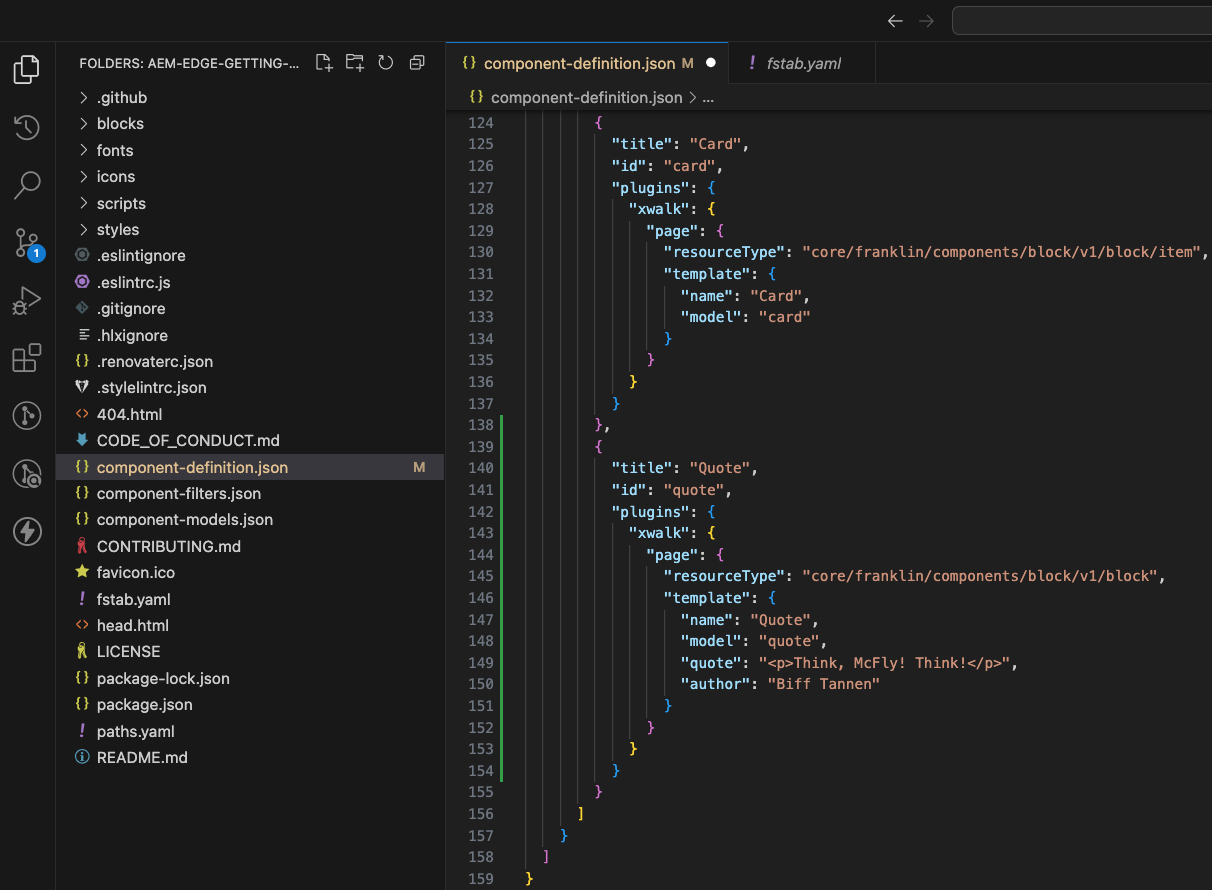 FOLDERS: AEM-EDGE-GETTING-...
.github
blocks
fonts
icons
scripts
styles
.eslintignore
.eslintrc.js
.gitignore
.hlxignore
.renovaterc.json
.stylelintrc.json
404.html
CODE_OF_CONDUCT.md
component-definition.json M
component-filters.json
component-models.json
CONTRIBUTING.md
favicon.ico
fstab.yaml
head.html
LICENSE
package-lock.json
package.json
paths.yaml
README.md
1
{} component-definition.json M ●
! fstab.yaml
{} component-definition.json > ...
124 {
125 "title": "Card",
126 "id": "card",
127 "plugins": {
128 "xwalk": {
129 "page": {
130 "resourceType": "core/franklin/components/block/v1/block/item",
131 "template": {
132 "name": "Card",
133 "model": "card"
134 }
135 }
136 }
137 }
138 },
139 {
140 "title": "Quote",
141 "id": "quote",
142 "plugins": {
143 "xwalk": {
144 "page": {
145 "resourceType": "core/franklin/components/block/v1/block",
146 "template": {
147 "name": "Quote",
148 "model": "quote",
149 "quote": "<p>Think, McFly! Think!</p>",
150 "author": "Biff Tannen"
151 }
152 }
153 }
154 }
155 }
156 ]
157 }
158 ]
159 }